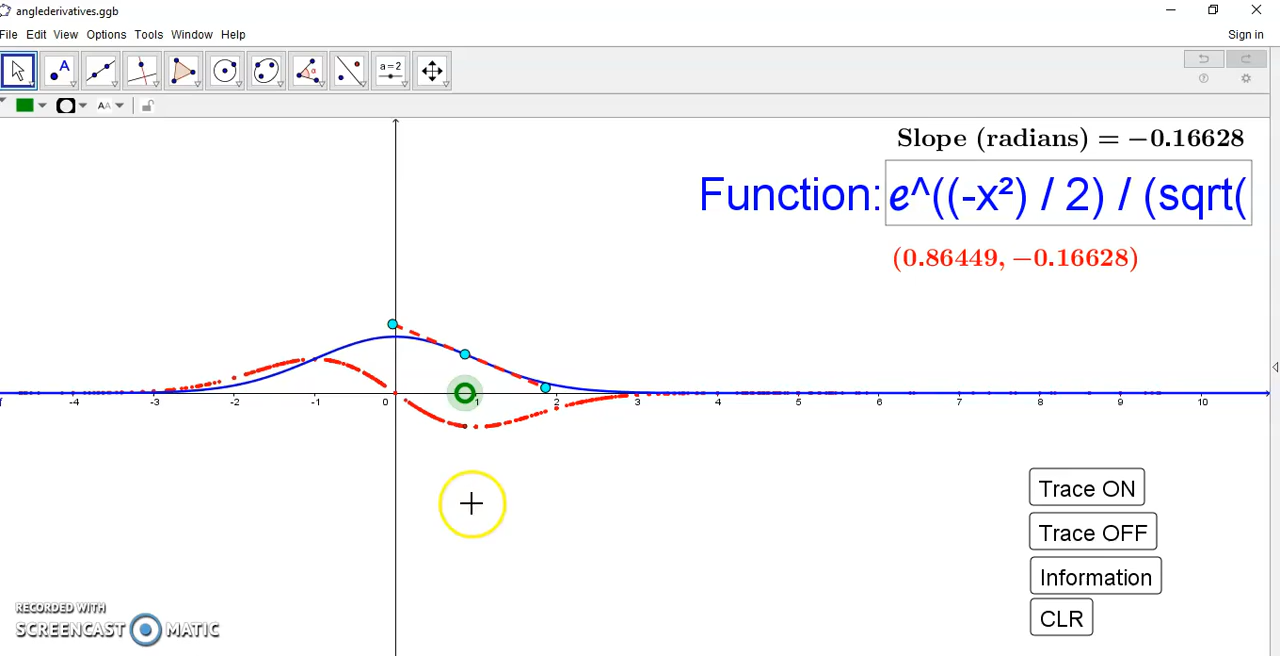 anglederivatives.ggb
File Edit View Options Tools Window Help
Sign in
A
α
a=2
AA
Slope (radians) = −0.16628
Function: e^((-x²) / 2) / (sqrt(
(0.86449, −0.16628)
-4 -3 -2 -1 0 1 2 3 4 5 6 7 8 9 10
Trace ON
Trace OFF
Information
CLR
RECORDED WITH
SCREENCAST MATIC